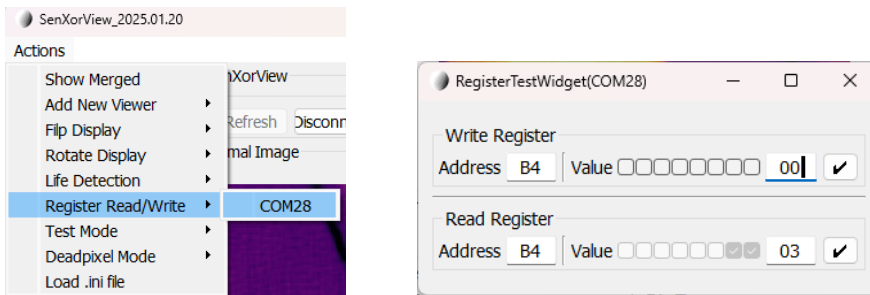 SenXorView_2025.01.20
Actions
Show Merged
Add New Viewer
Filp Display
Rotate Display
Life Detection
Register Read/Write
Test Mode
Deadpixel Mode
Load .ini file
COM28
nXorView
Refresh Disconn
mal Image
RegisterTestWidget(COM28)
Write Register
Address B4 Value 00
Read Register
Address B4 Value 03